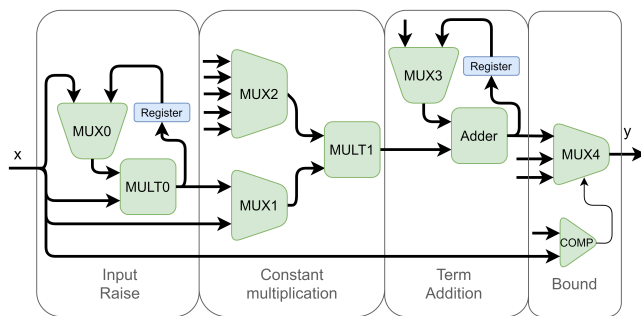 x
MUX0
Register
MULT0
MUX2
MUX1
MULT1
MUX3
Register
Adder
MUX4
y
COMP
Input
Raise
Constant
multiplication
Term
Addition
Bound